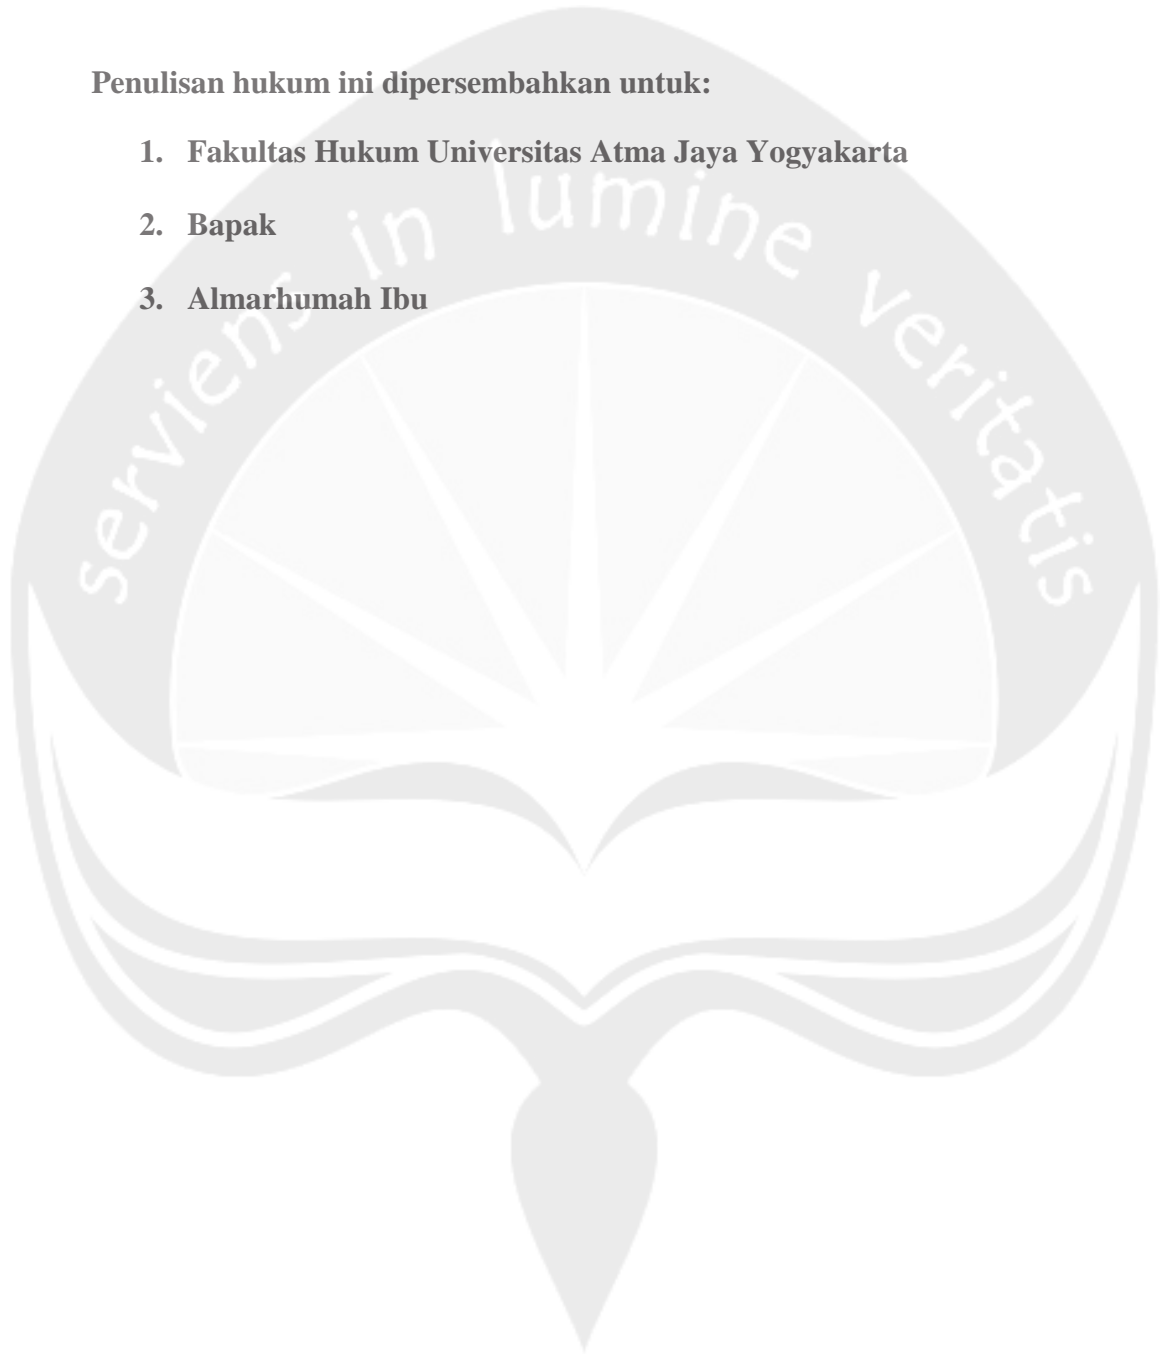 Penulisan hukum ini dipersembahkan untuk:
1. Fakultas Hukum Universitas Atma Jaya Yogyakarta
2. Bapak
3. Almarhumah Ibu
serviens in lumine veritatis